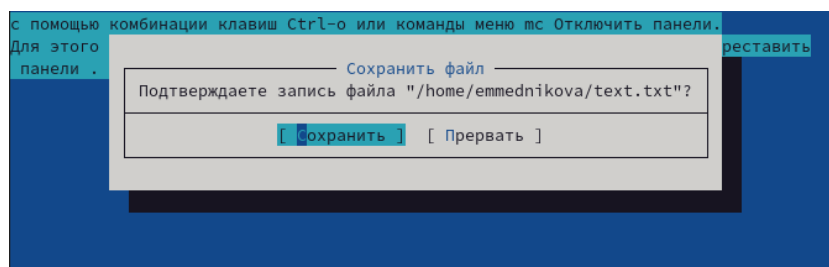 с помощью комбинации клавиш Ctrl-o или команды меню mc Отключить панели.
Для этого реставить
панели .
Сохранить файл
Подтверждаете запись файла "/home/emmednikova/text.txt"?
[ Сохранить ] [ Прервать ]